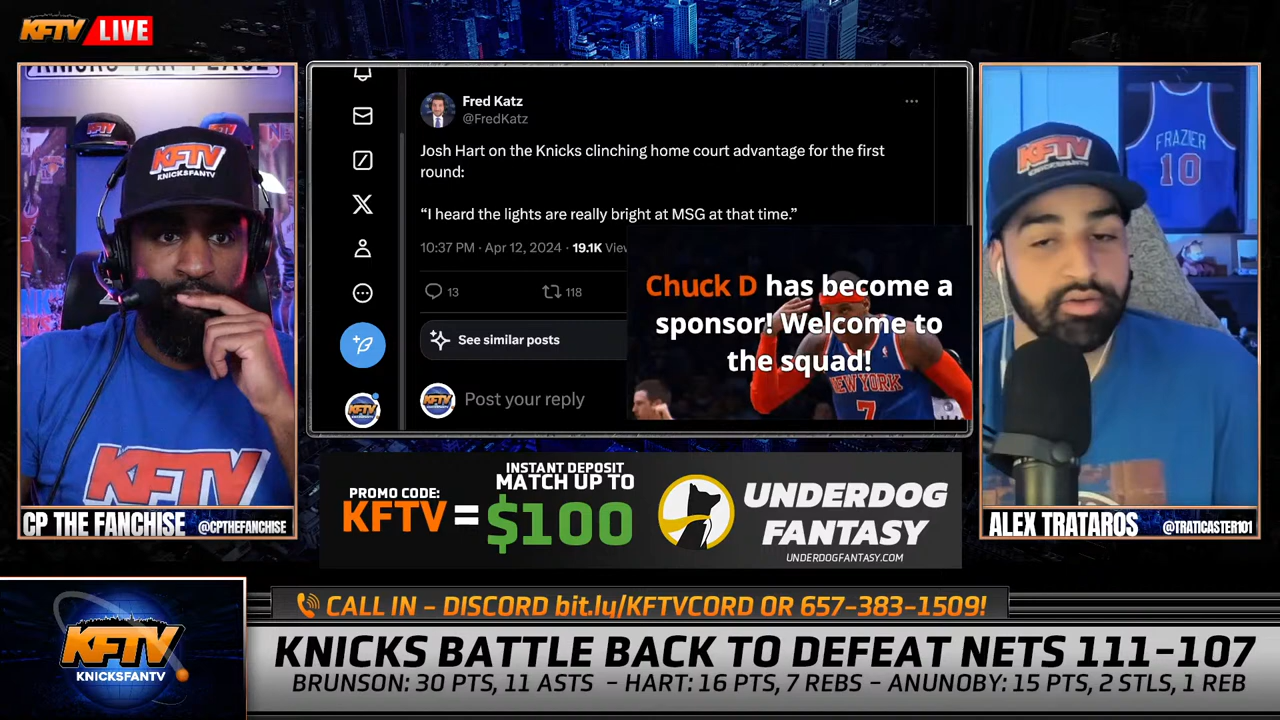 KFTV LIVE
KNICKS FAN PLACE
KFTV
KNICKSFANTV
KFTV
CP THE FANCHISE @CPTHEFANCHISE
Fred Katz
@FredKatz
Josh Hart on the Knicks clinching home court advantage for the first
round:
“I heard the lights are really bright at MSG at that time.”
10:37 PM · Apr 12, 2024 · 19.1K
13 118
See similar posts
Post your reply
Chuck D has become a
sponsor! Welcome to
the squad!
NEW YORK
7
FRAZIER
10
KFTV
ALEX TRATAROS @TRATICASTER101
PROMO CODE:
KFTV =
INSTANT DEPOSIT
MATCH UP TO
$100
UNDERDOG
FANTASY
UNDERDOGFANTASY.COM
CALL IN - DISCORD bit.ly/KFTVCORD OR 657-383-1509!
KFTV
KNICKSFANTV
KNICKS BATTLE BACK TO DEFEAT NETS 111-107
BRUNSON: 30 PTS, 11 ASTS - HART: 16 PTS, 7 REBS - ANUNOBY: 15 PTS, 2 STLS, 1 REB